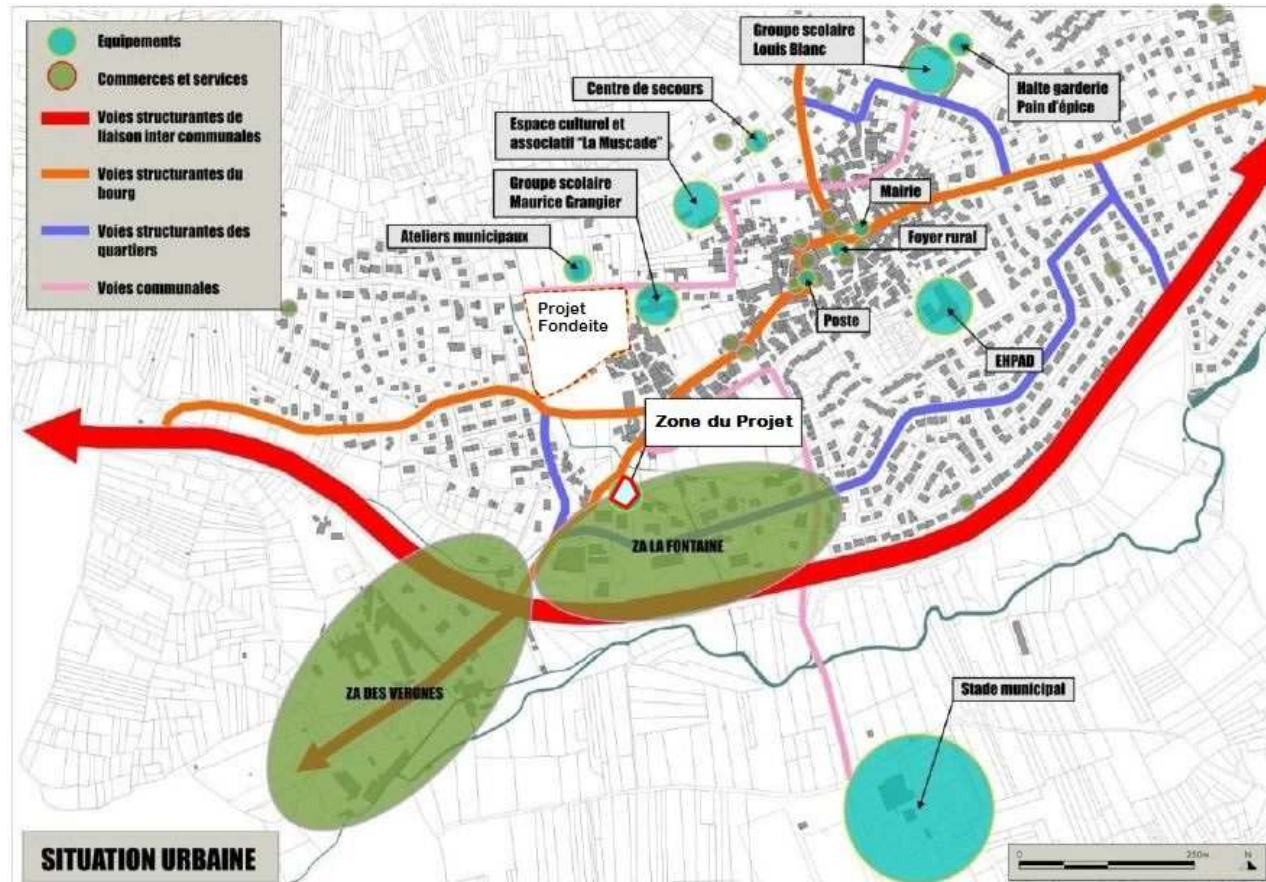 Equipements
Commerces et services
Voies structurantes de
liaison inter communales
Voies structurantes du
bourg
Voies structurantes des
quartiers
Voies communales
Groupe scolaire
Louis Blanc
Halte garderie
Pain d'épice
Centre de secours
Espace culturel et
associatif "La Muscade"
Groupe scolaire
Maurice Grangier
Mairie
Ateliers municipaux
Foyer rural
Projet
Fondeite
Poste
EHPAD
Zone du Projet
ZA LA FONTAINE
ZA DES VERGNES
Stade municipal
SITUATION URBAINE
0 250M N